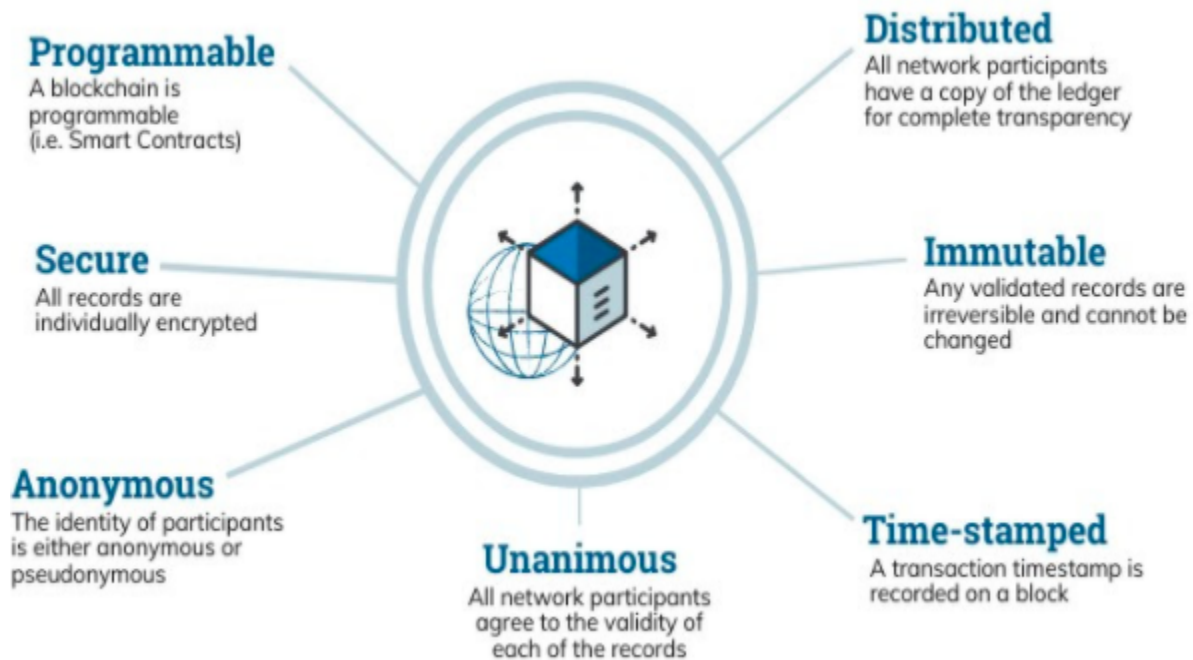 Programmable
A blockchain is
programmable
(i.e. Smart Contracts)
Distributed
All network participants
have a copy of the ledger
for complete transparency
Secure
All records are
individually encrypted
Immutable
Any validated records are
irreversible and cannot be
changed
Anonymous
The identity of participants
is either anonymous or
pseudonymous
Unanimous
All network participants
agree to the validity of
each of the records
Time-stamped
A transaction timestamp is
recorded on a block